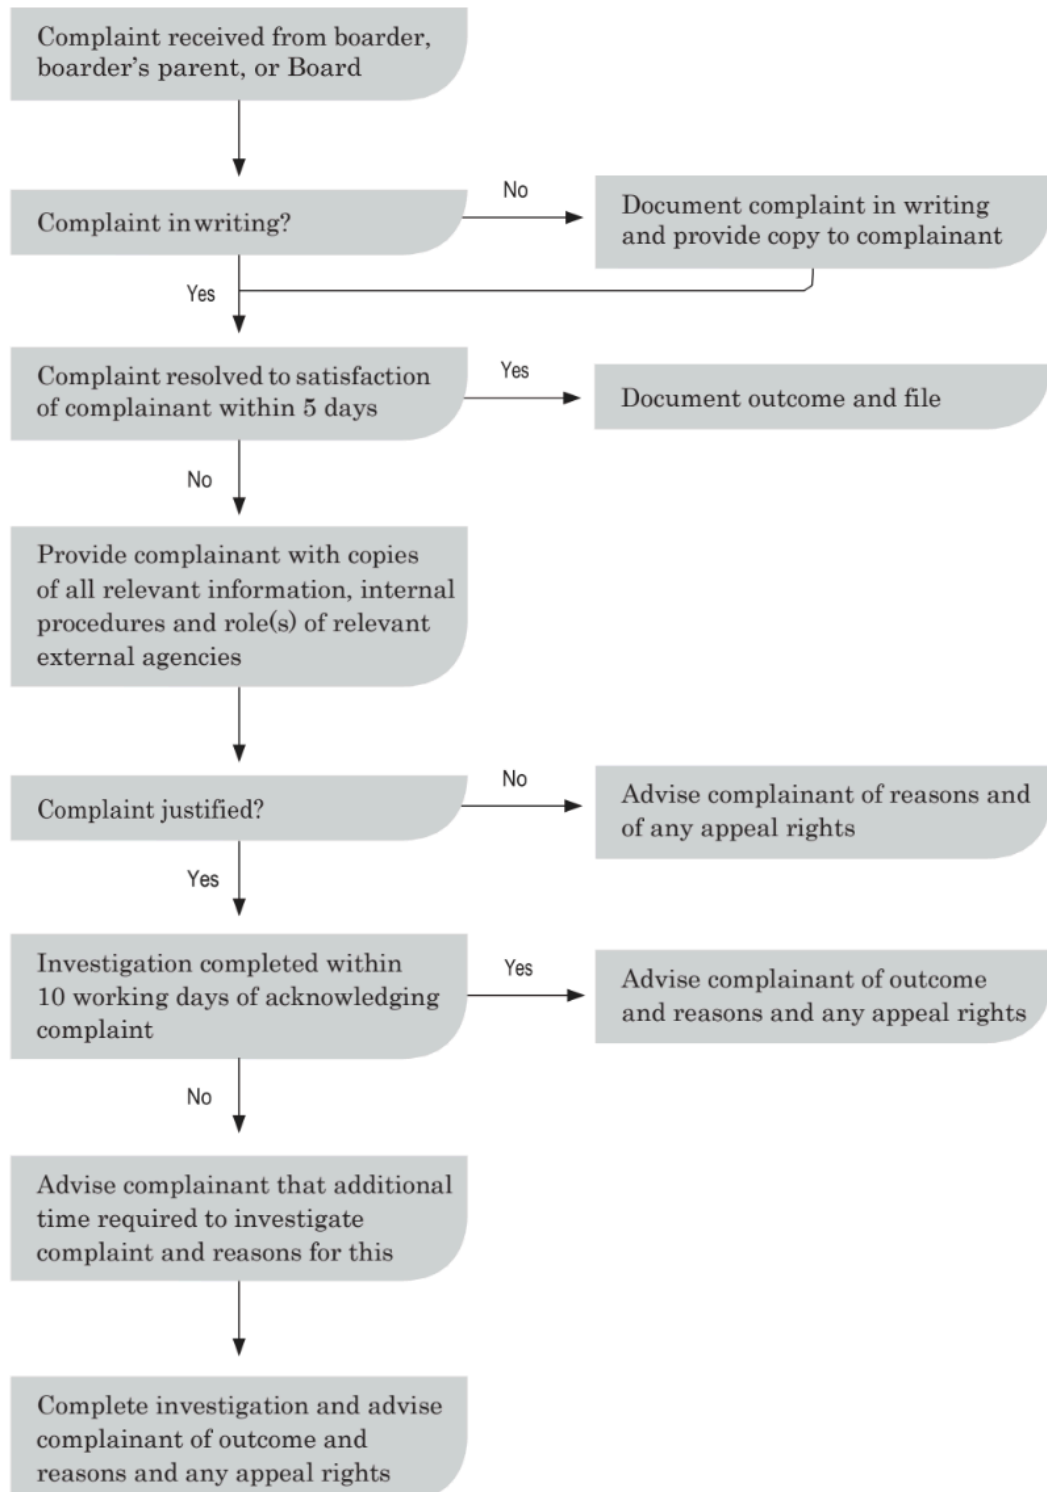 Complaint received from boarder,
boarder's parent, or Board
Complaint in writing?
No
Document complaint in writing
and provide copy to complainant
Yes
Complaint resolved to satisfaction
of complainant within 5 days
Yes
Document outcome and file
No
Provide complainant with copies
of all relevant information, internal
procedures and role(s) of relevant
external agencies
Complaint justified?
No
Advise complainant of reasons and
of any appeal rights
Yes
Investigation completed within
10 working days of acknowledging
complaint
Yes
Advise complainant of outcome
and reasons and any appeal rights
No
Advise complainant that additional
time required to investigate
complaint and reasons for this
Complete investigation and advise
complainant of outcome and
reasons and any appeal rights